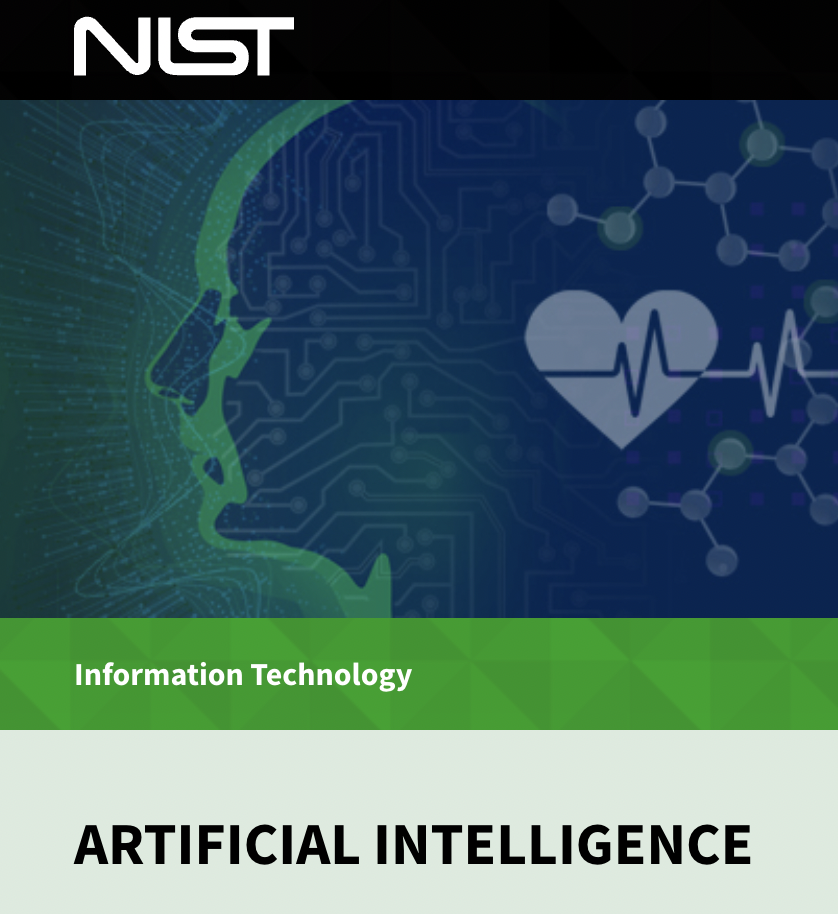 NIST
Information Technology
ARTIFICIAL INTELLIGENCE